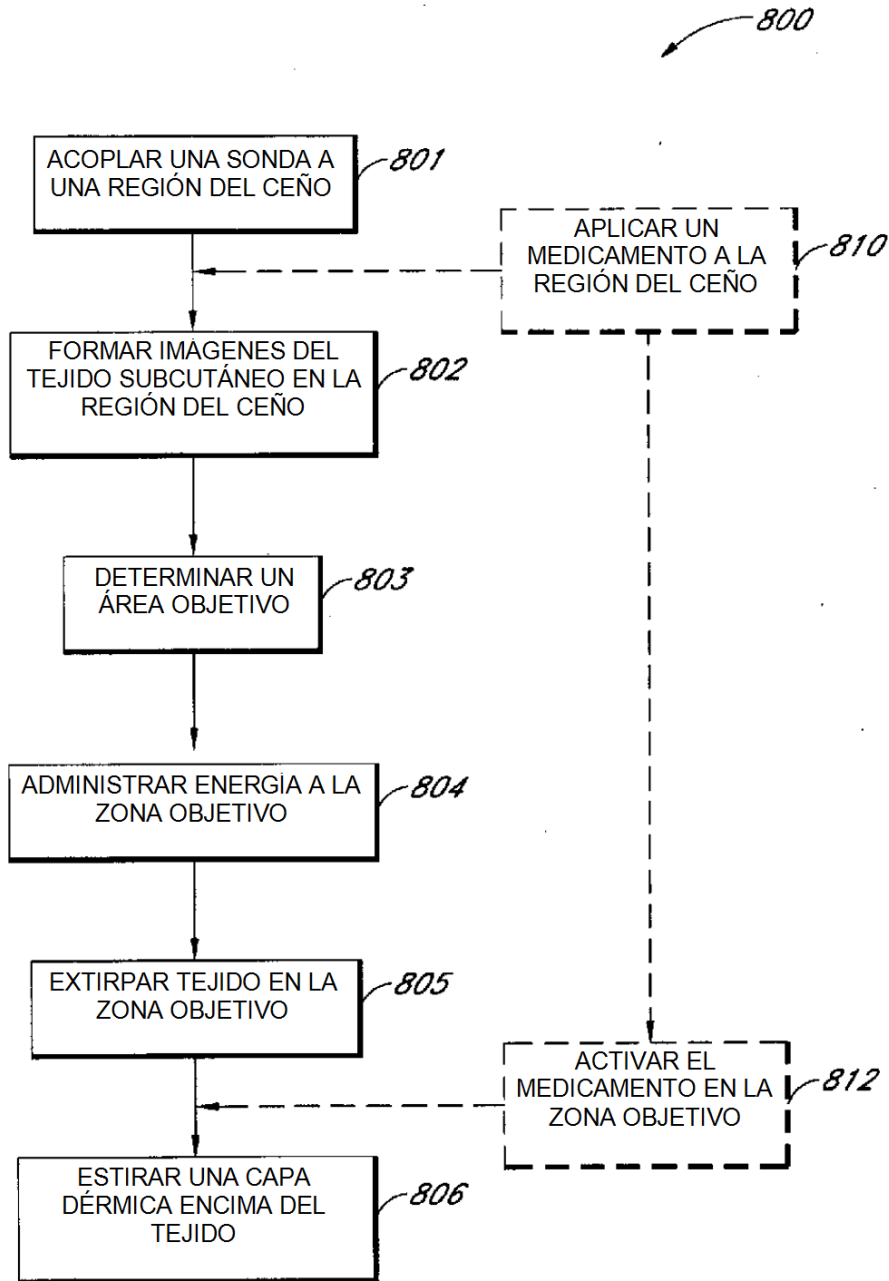 800
ACOPLAR UNA SONDA A
UNA REGIÓN DEL CEÑO
801
APLICAR UN
MEDICAMENTO A LA
REGIÓN DEL CEÑO
810
FORMAR IMÁGENES DEL
TEJIDO SUBCUTÁNEO EN LA
REGIÓN DEL CEÑO
802
DETERMINAR UN
ÁREA OBJETIVO
803
ADMINISTRAR ENERGÍA A LA
ZONA OBJETIVO
804
EXTIRPAR TEJIDO EN LA
ZONA OBJETIVO
805
ACTIVAR EL
MEDICAMENTO EN LA
ZONA OBJETIVO
812
ESTIRAR UNA CAPA
DÉRMICA ENCIMA DEL
TEJIDO
806